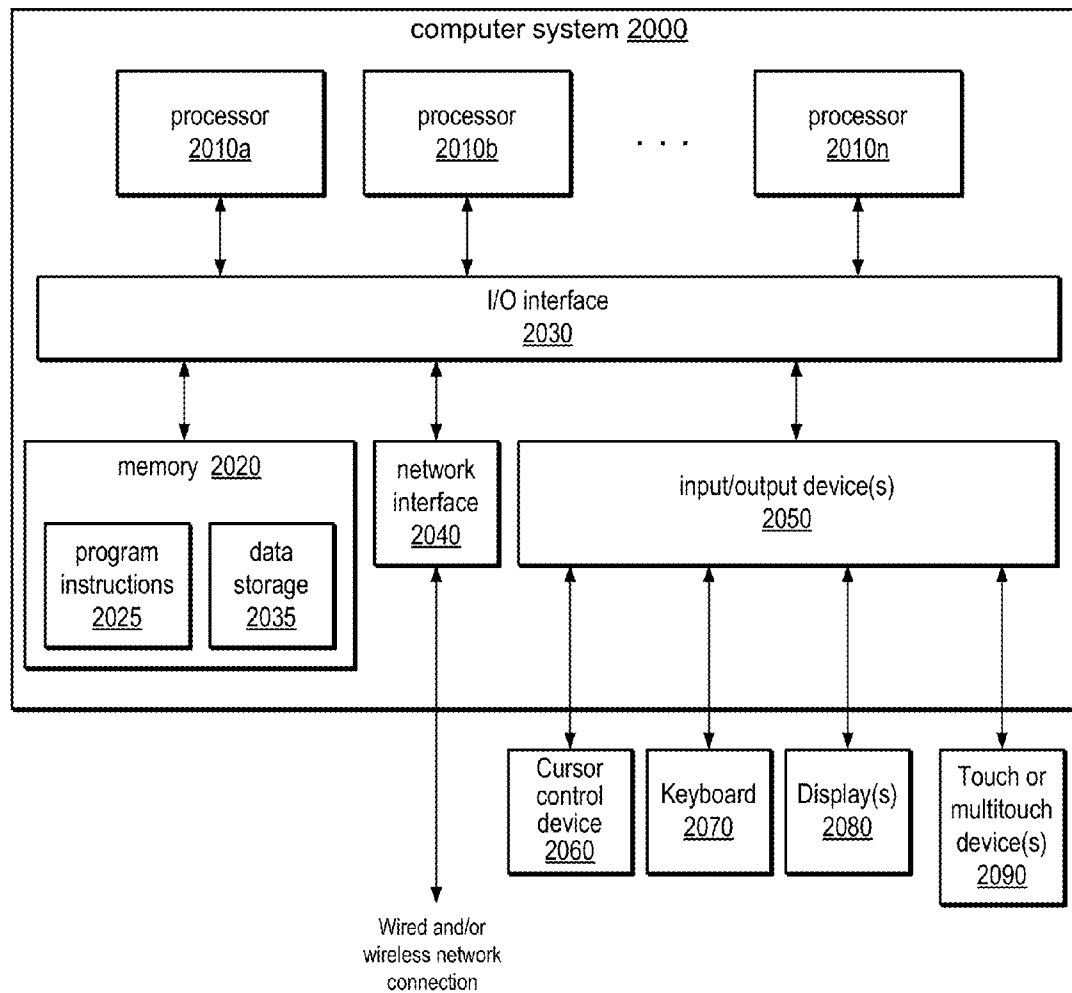 computer system 2000
processor
2010a
processor
2010b
. . .
processor
2010n
I/O interface
2030
memory 2020
program
instructions
2025
data
storage
2035
network
interface
2040
input/output device(s)
2050
Cursor
control
device
2060
Keyboard
2070
Display(s)
2080
Touch or
multitouch
device(s)
2090
Wired and/or
wireless network
connection